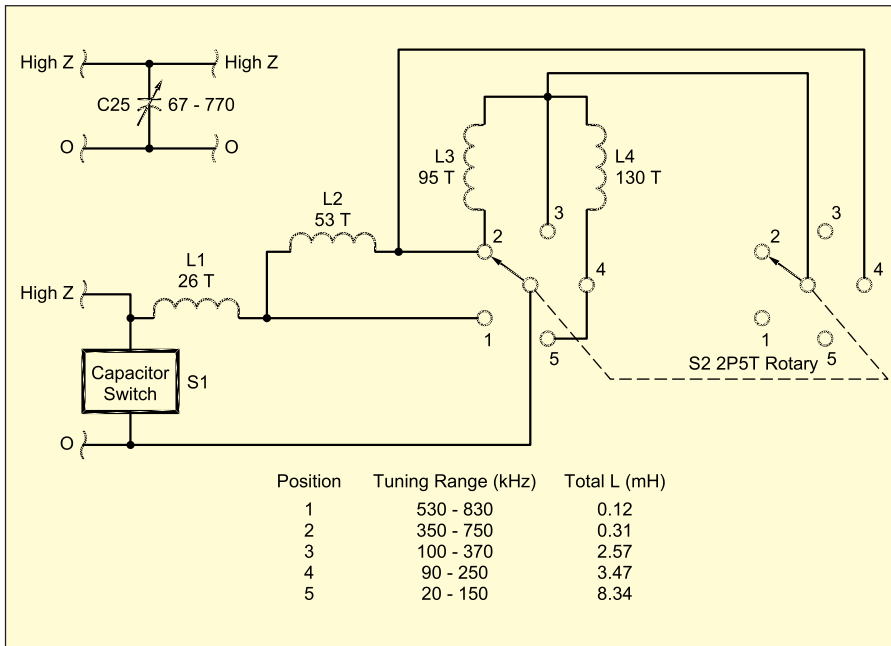 High Z High Z
C25 67 - 770
O O
L3
95 T
L4
130 T
L2
53 T
L1
26 T
High Z
Capacitor
Switch
S1
O
2
3
4
1
5
2
3
4
1
5
S2 2P5T Rotary
Position Tuning Range (kHz) Total L (mH)
1 530 - 830 0.12
2 350 - 750 0.31
3 100 - 370 2.57
4 90 - 250 3.47
5 20 - 150 8.34